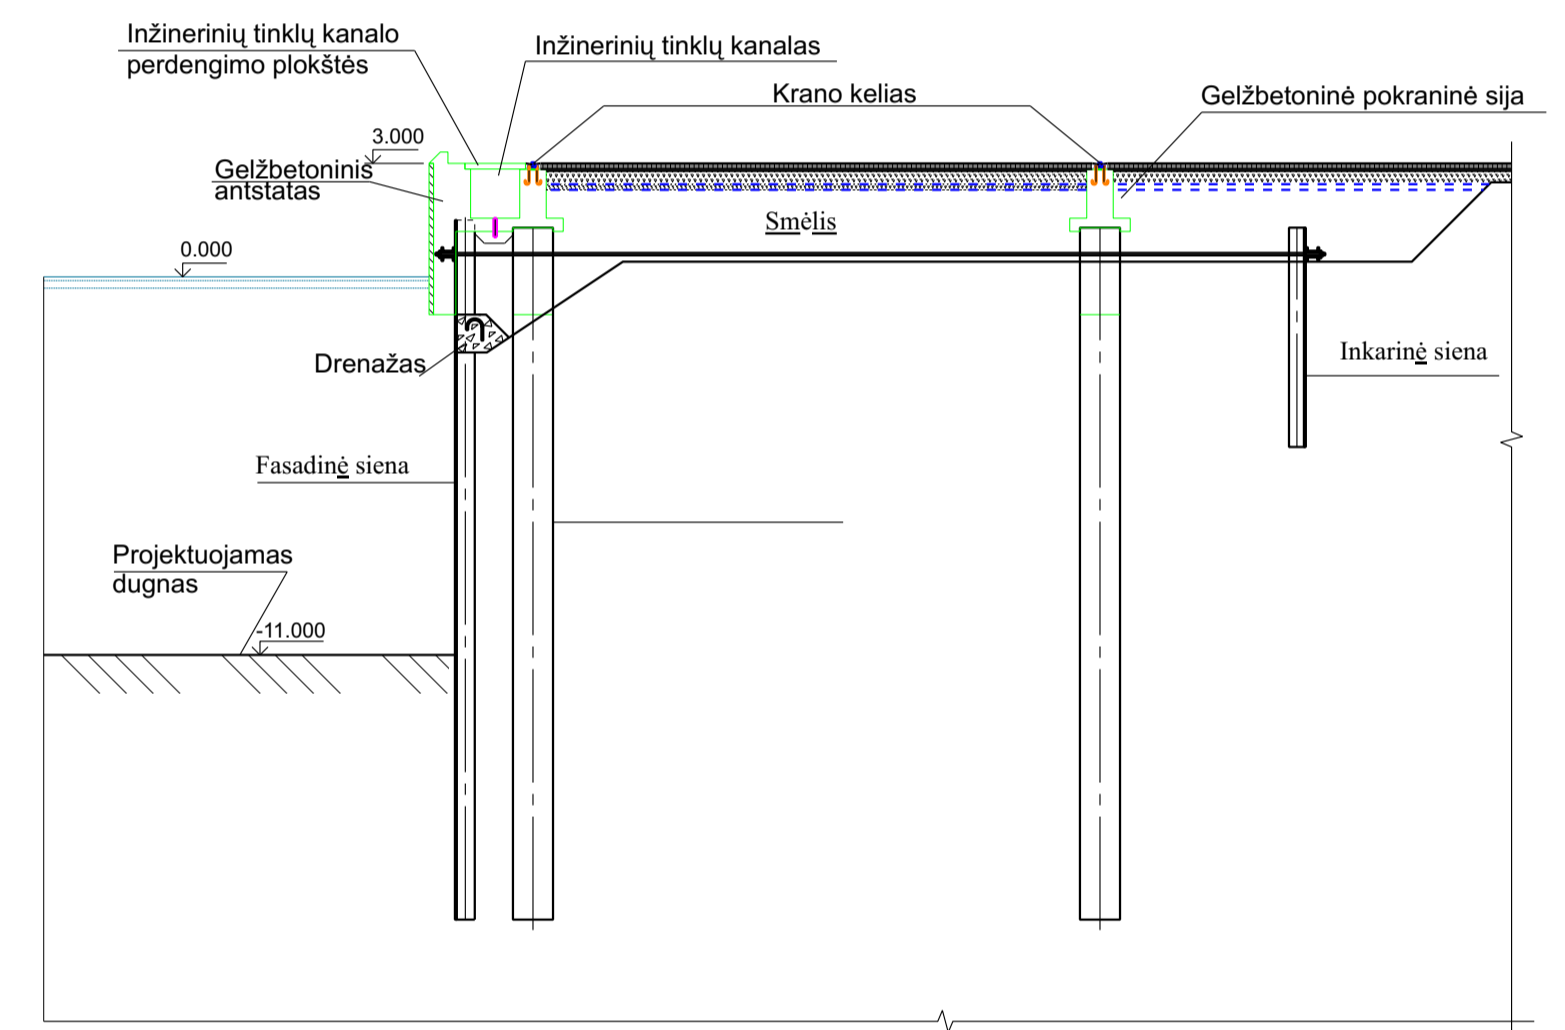 Inžinerinių tinklų kanalo
perdengimo plokštės
Inžinerinių tinklų kanalas
Krano kelias
Gelžbetoninė pokraninė sija
3.000
Gelžbetoninis
antstatas
Smėlis
0.000
Drenažas
Inkarinė siena
Fasadinė siena
Projektuojamas
dugnas
-11.000